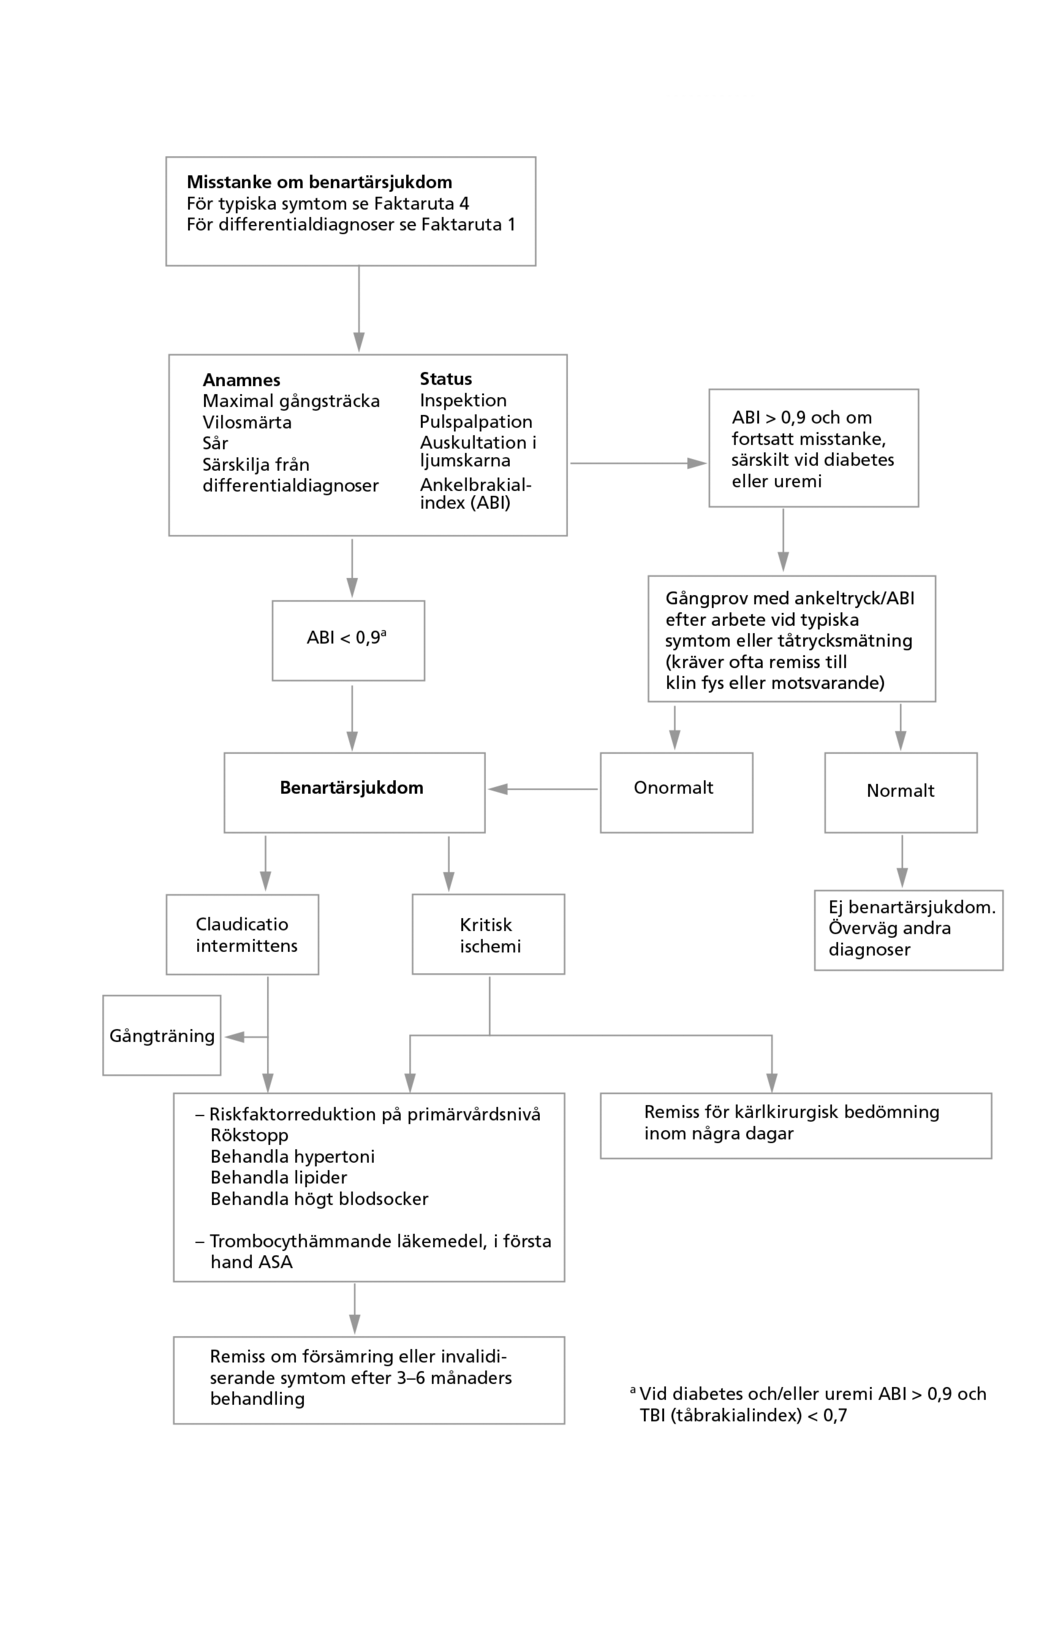 Misstanke om benartärsjukdom
För typiska symtom se Faktaruta 4
För differentialdiagnoser se Faktaruta 1
Anamnes
Maximal gångsträcka
Vilosmärta
Sår
Särskilja från
differentialdiagnoser
Status
Inspektion
Pulspalpation
Auskultation i
ljumskarna
Ankelbrakial-
index (ABI)
ABI > 0,9 och om
fortsatt misstanke,
särskilt vid diabetes
eller uremi
ABI < 0,9ª
Gångprov med ankeltryck/ABI
efter arbete vid typiska
symtom eller tåtrycksmätning
(kräver ofta remiss till
klin fys eller motsvarande)
Benartärsjukdom
Onormalt
Normalt
Claudicatio
intermittens
Kritisk
ischemi
Ej benartärsjukdom.
Överväg andra
diagnoser
Gångträning
– Riskfaktorreduktion på primärvårdsnivå
Rökstopp
Behandla hypertoni
Behandla lipider
Behandla högt blodsocker
– Trombocythämmande läkemedel, i första
hand ASA
Remiss för kärlkirurgisk bedömning
inom några dagar
Remiss om försämring eller invalidi-
serande symtom efter 3–6 månaders
behandling
ª Vid diabetes och/eller uremi ABI > 0,9 och
TBI (tåbrakialindex) < 0,7